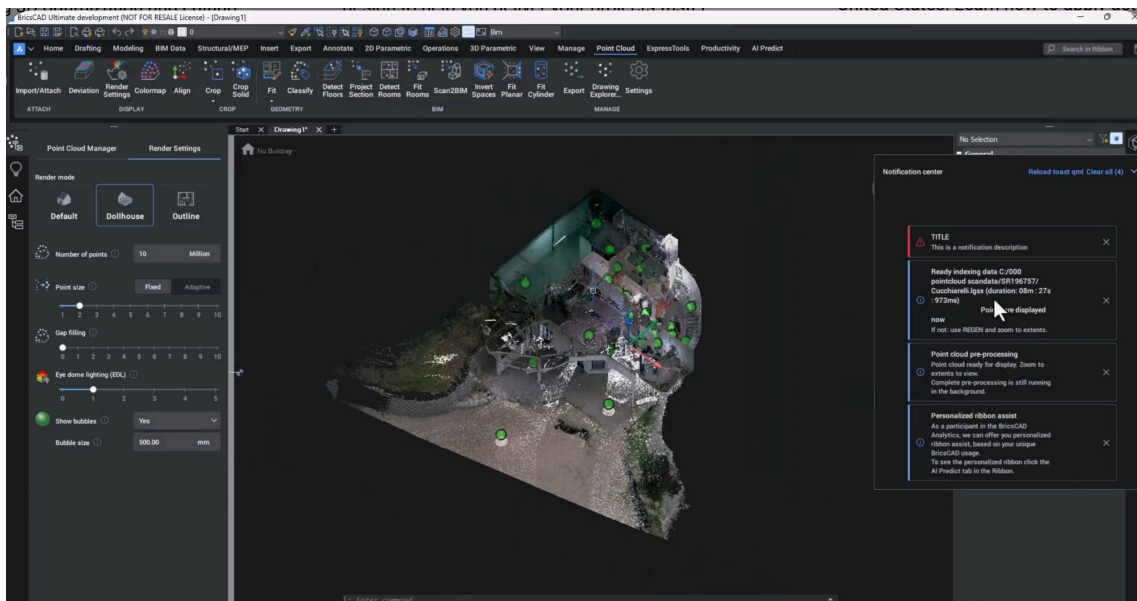 BricsCAD Ultimate development (NOT FOR RESALE License) - [Drawing1]
0
Bim
Home Drafting Modeling BIM Data Structural/MEP Insert Export Annotate 2D Parametric Operations 3D Parametric View Manage Point Cloud ExpressTools Productivity AI Predict
Search in Ribbon
Import/Attach Deviation Render Settings Colormap Align Crop Crop Solid Fit Classify Detect Floors Project Section Detect Rooms Fit Rooms Scan2BIM Invert Spaces Fit Planar Fit Cylinder Export Drawing Explorer... Settings
ATTACH DISPLAY CROP GEOMETRY BIM MANAGE
Start Drawing1*
Point Cloud Manager Render Settings
No Building
No Selection
General
Render mode
Default Dollhouse Outline
Number of points 10 Million
Point size Fixed Adaptive
1 2 3 4 5 6 7 8 9 10
Gap filling
0 1 2 3 4 5 6 7 8 9 10
Eye dome lighting (EDL)
0 1 2 3 4 5
Show bubbles Yes
Bubble size 500.00 mm
Notification center Reload toast qml Clear all (4)
TITLE
This is a notification description
Ready indexing data C:/000
pointcloud scandata/SR196757/
Cucchiarelli.lgsx (duration: 08m : 27s
: 973ms)
displayed
now
If not: use REGEN and zoom to extents.
Point cloud pre-processing
Point cloud ready for display. Zoom to
extents to view.
Complete pre-processing is still running
in the background.
Personalized ribbon assist
As a participant in the BricsCAD
Analytics, we can offer you personalized
ribbon assist, based on your unique
BricsCAD usage.
To see the personalized ribbon click the
AI Predict tab in the Ribbon.
: Enter command